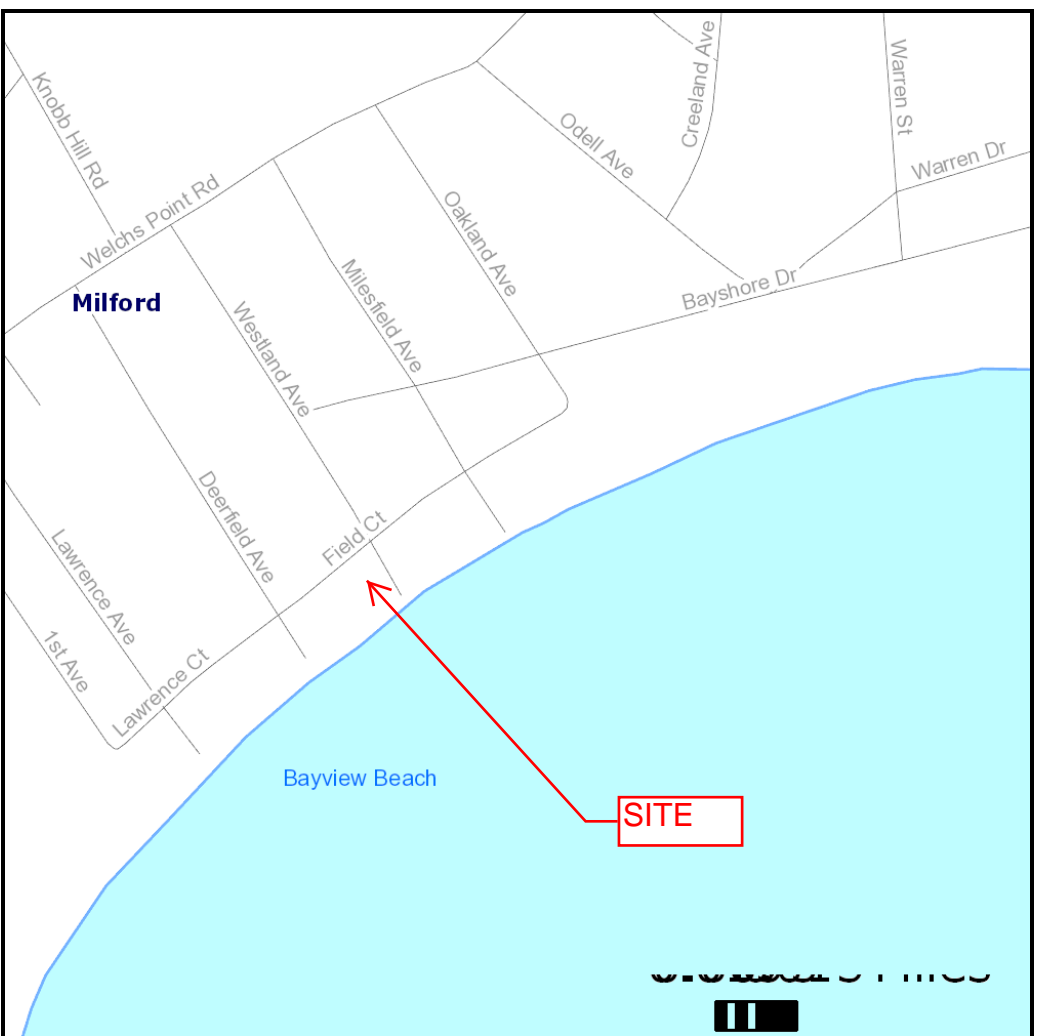 Knobb Hill Rd
Creeland Ave
Warren St
Odell Ave
Warren Dr
Welchs Point Rd
Oakland Ave
Milesfield Ave
Bayshore Dr
Milford
Westland Ave
Deerfield Ave
Field Ct
Lawrence Ave
1st Ave
Lawrence Ct
Bayview Beach
SITE